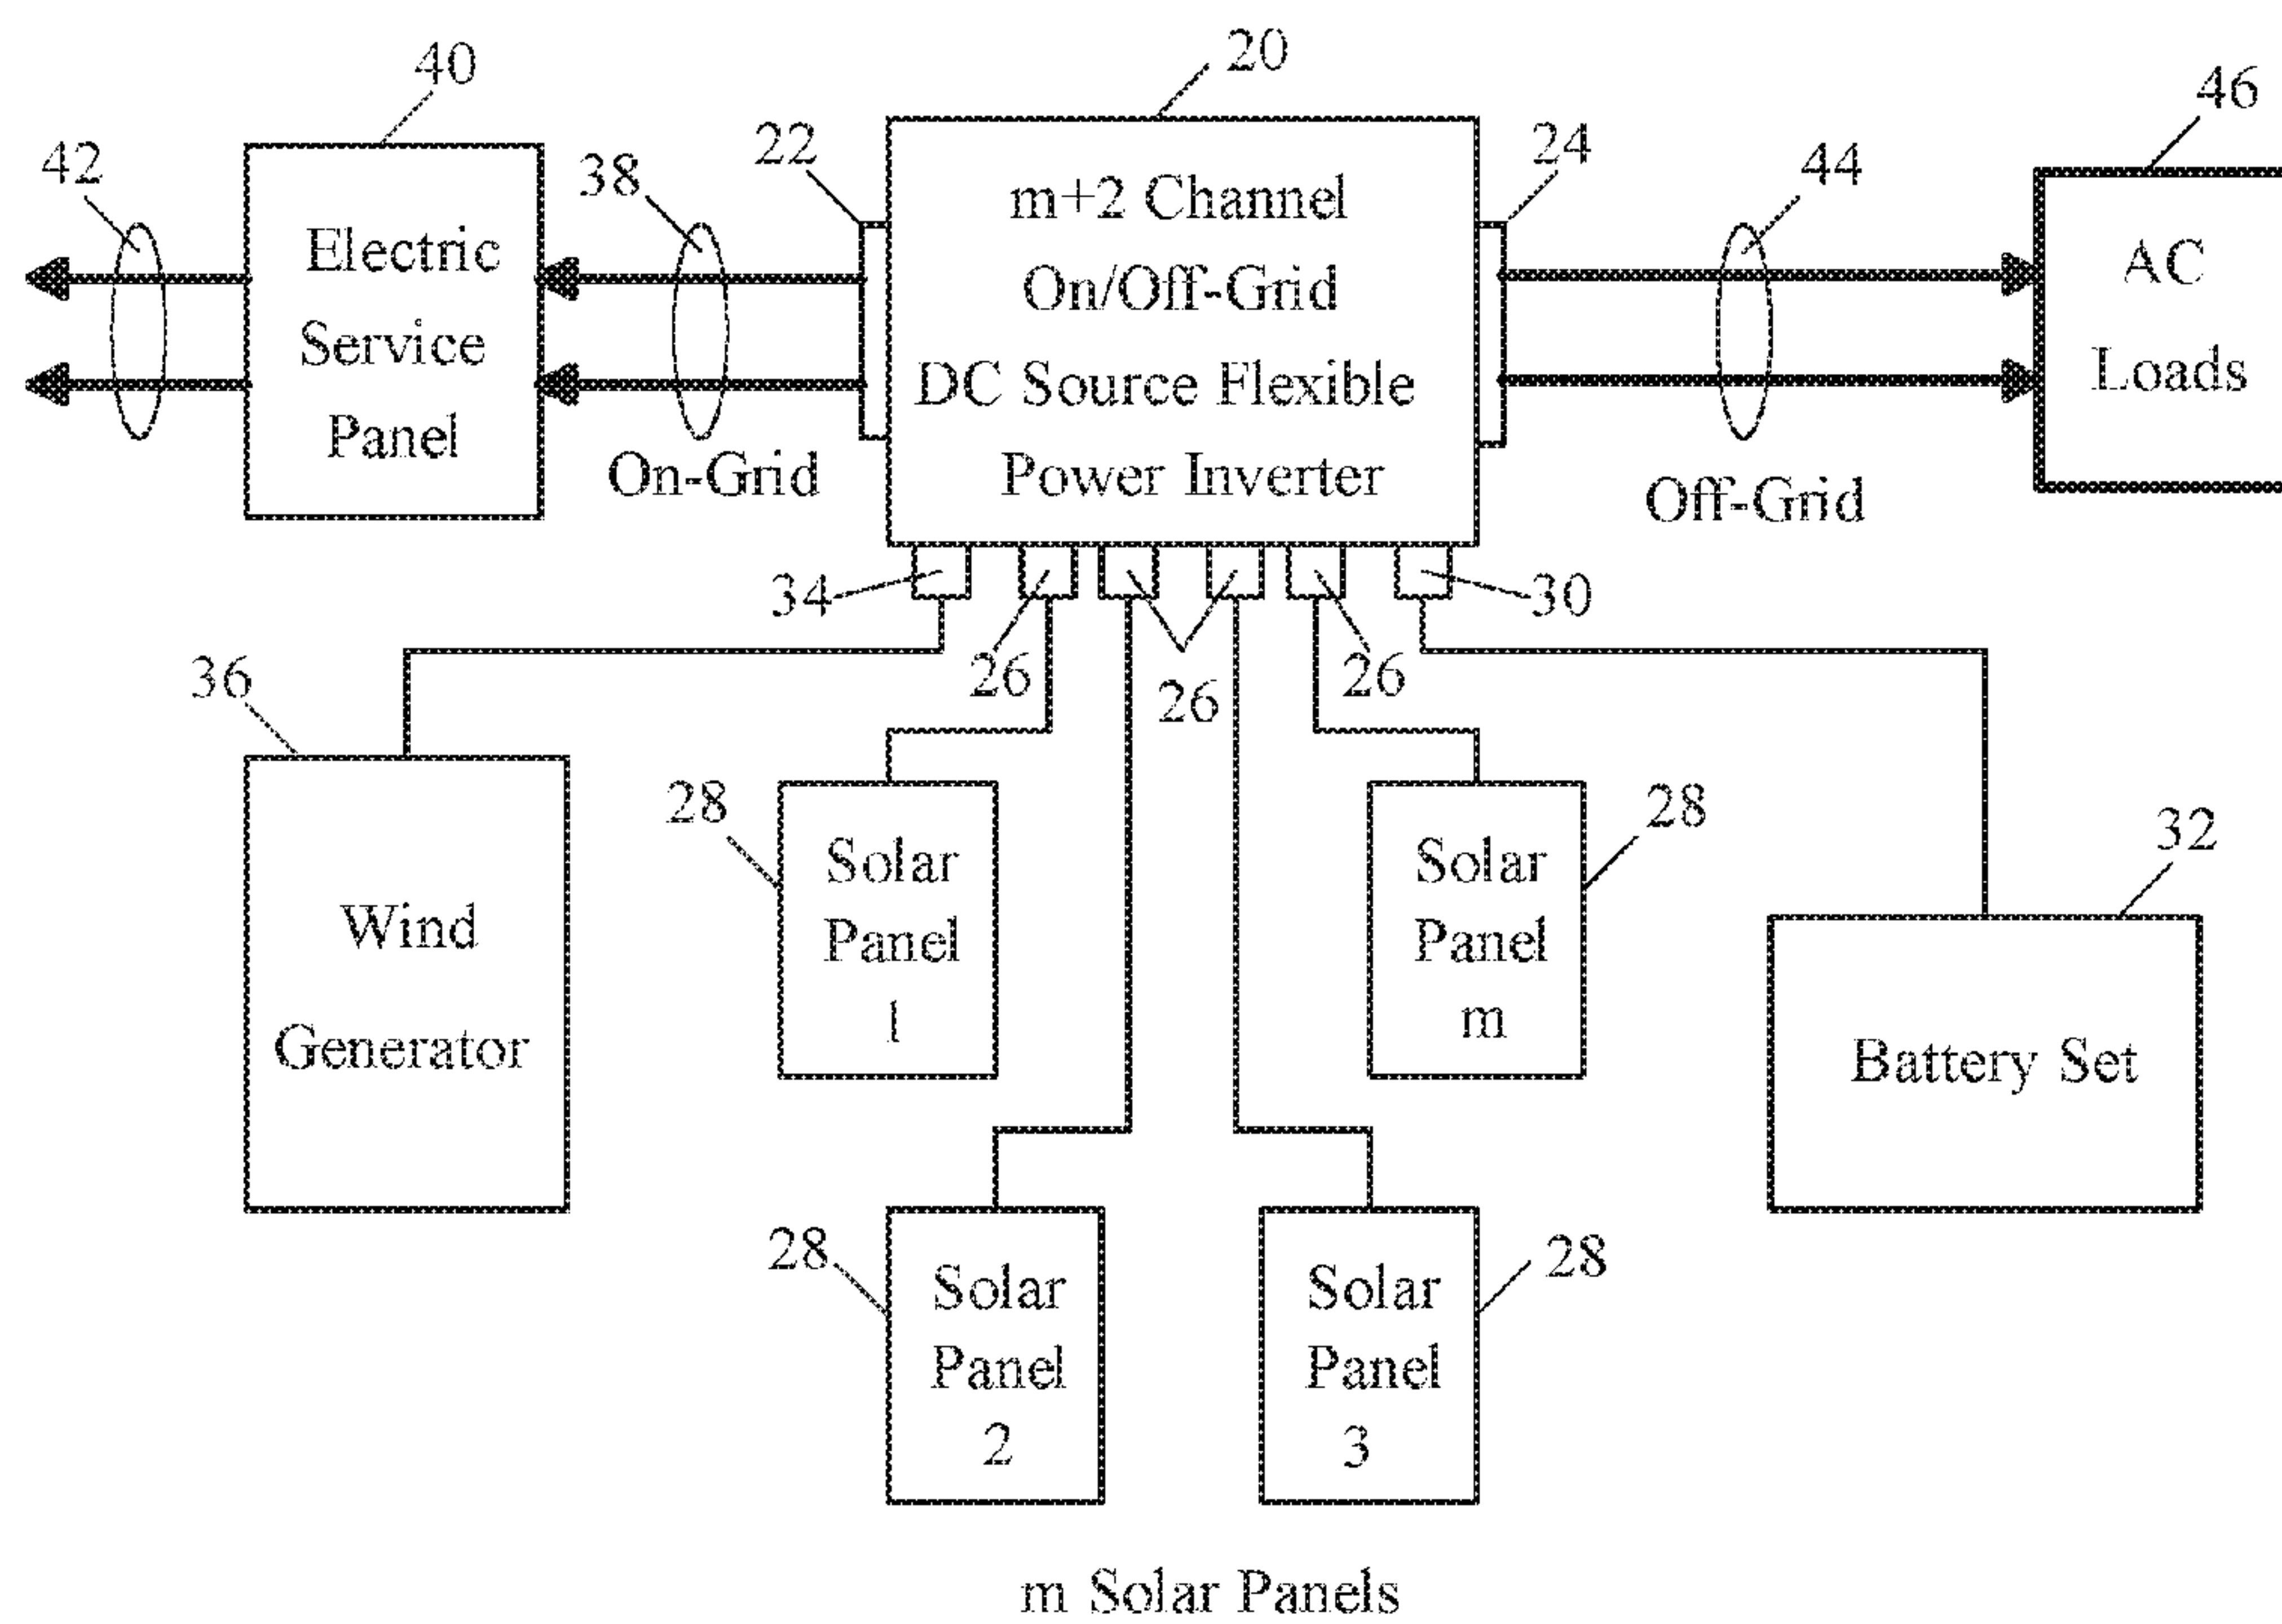 20
40
46
42
38
22
24
44
Electric
Service
Panel
m+2 Channel
On/Off-Grid
DC Source Flexible
Power Inverter
AC
Loads
On-Grid
Off-Grid
34
26
26
26
30
36
28
28
32
Wind
Generator
Solar
Panel
1
Solar
Panel
m
Battery Set
28
28
Solar
Panel
2
Solar
Panel
3
m Solar Panels